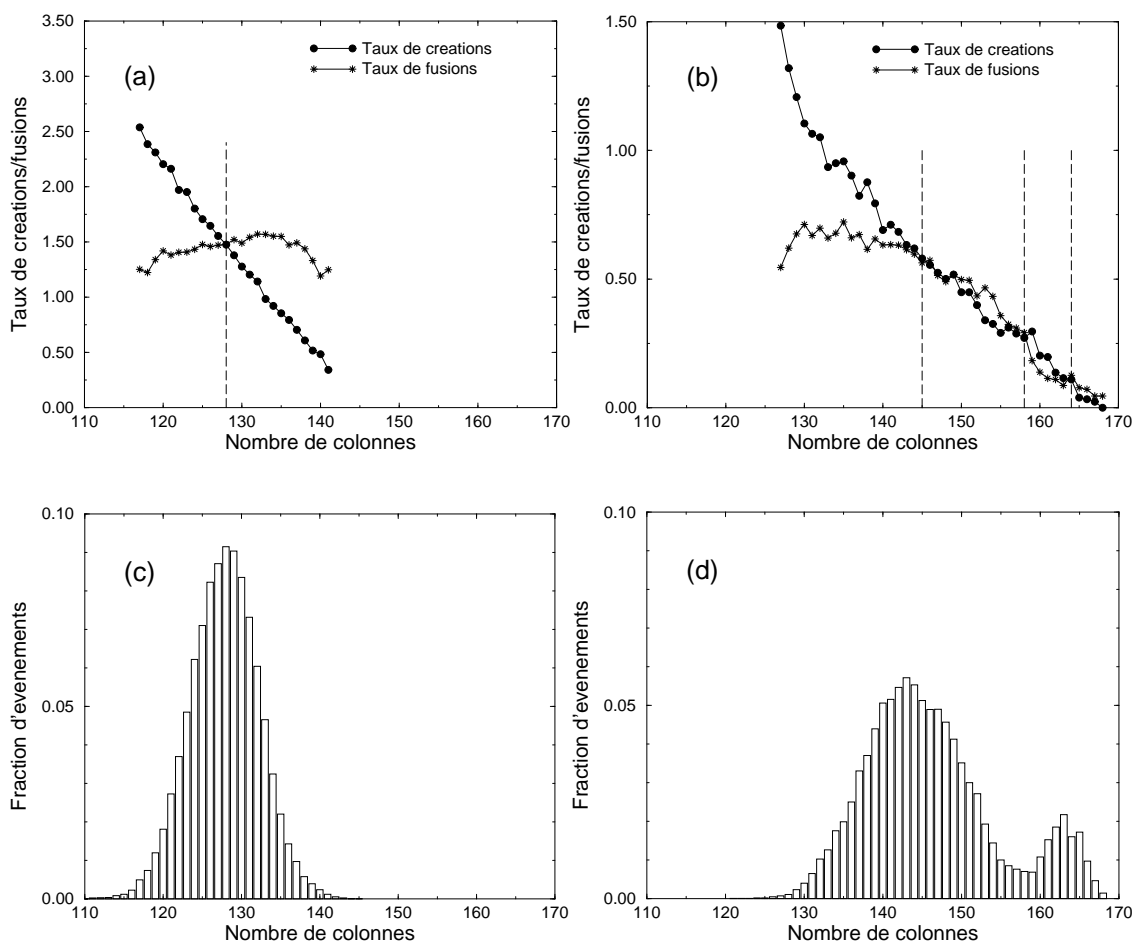 (a)
Taux de creations
Taux de fusions
Taux de creations/fusions
3.50
3.00
2.50
2.00
1.50
1.00
0.50
0.00
110 120 130 140 150 160 170
Nombre de colonnes
(b)
Taux de creations
Taux de fusions
Taux de creations/fusions
1.50
1.00
0.50
0.00
110 120 130 140 150 160 170
Nombre de colonnes
(c)
Fraction d'evenements
0.10
0.05
0.00
110 120 130 140 150 160 170
Nombre de colonnes
(d)
Fraction d'evenements
0.10
0.05
0.00
110 120 130 140 150 160 170
Nombre de colonnes